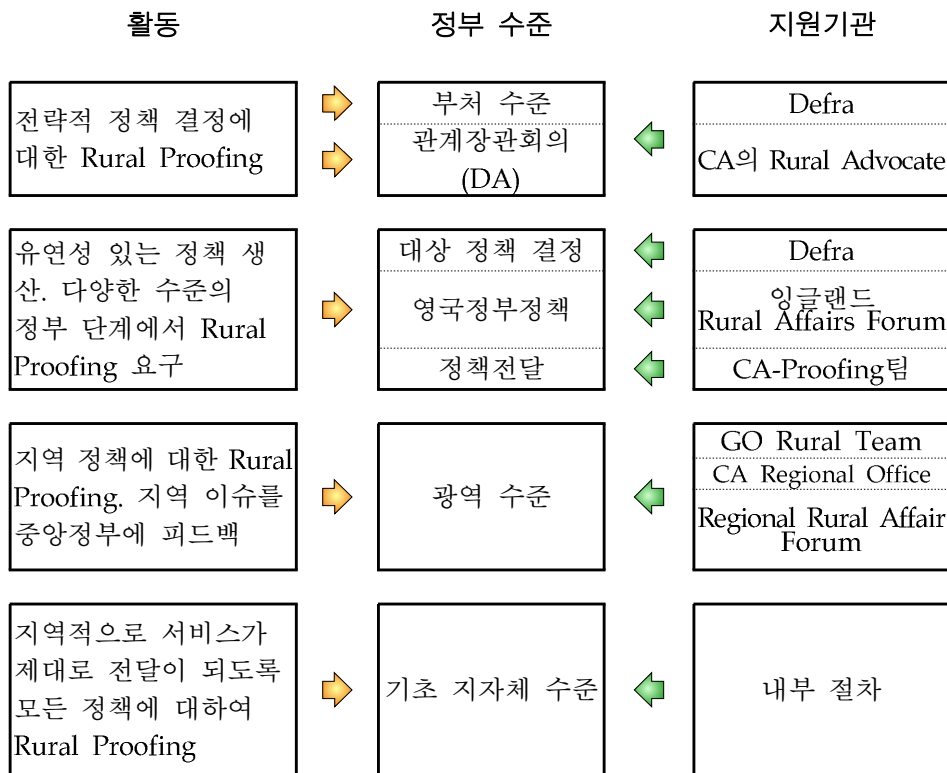 활동
정부 수준
지원기관
전략적 정책 결정에
대한 Rural Proofing
부처 수준
관계장관회의
(DA)
Defra
CA의 Rural Advocate
유연성 있는 정책 생
산. 다양한 수준의
정부 단계에서 Rural
Proofing 요구
대상 정책 결정
영국정부정책
정책전달
Defra
잉글랜드
Rural Affairs Forum
CA-Proofing팀
지역 정책에 대한 Rural
Proofing. 지역 이슈를
중앙정부에 피드백
광역 수준
GO Rural Team
CA Regional Office
Regional Rural Affair
Forum
지역적으로 서비스가
제대로 전달이 되도록
모든 정책에 대하여
Rural Proofing
기초 지자체 수준
내부 절차